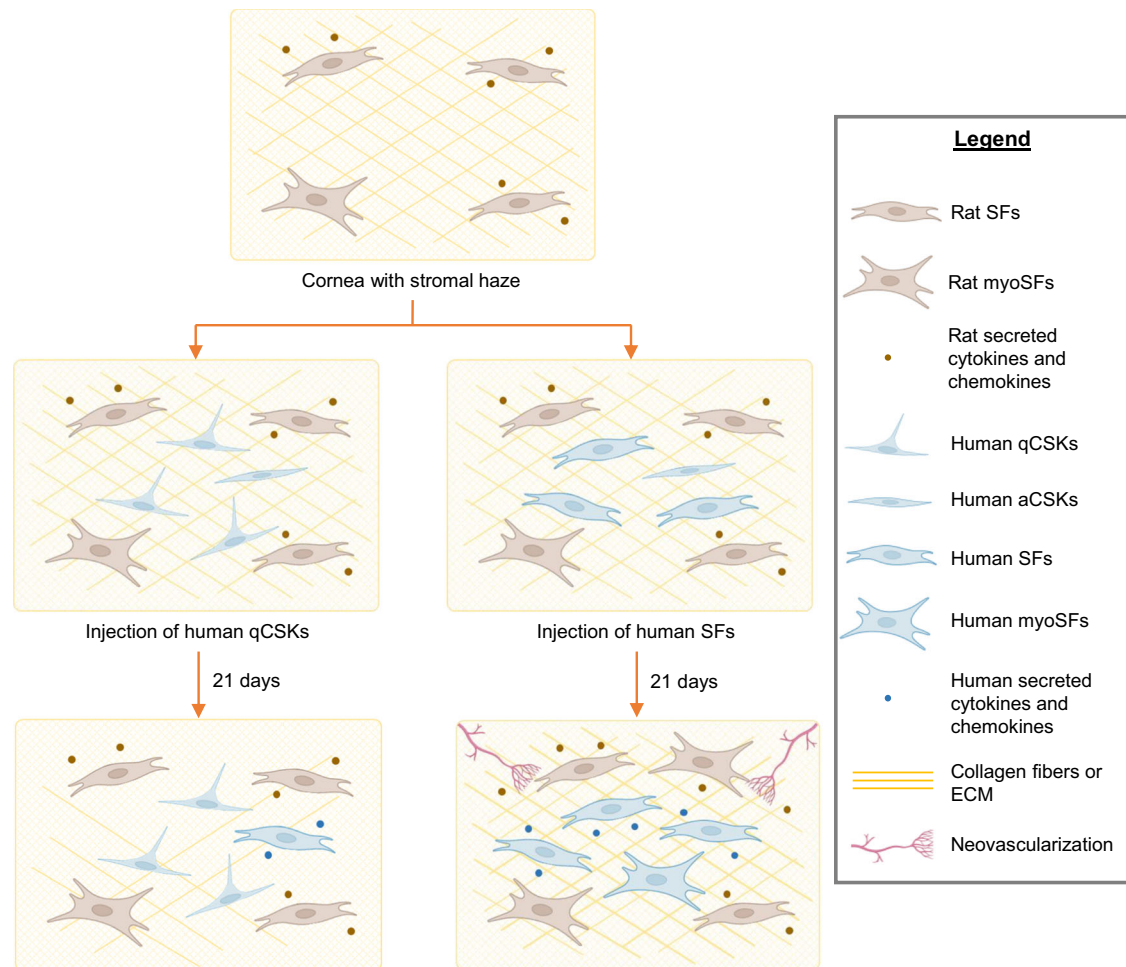 Cornea with stromal haze
Injection of human qCSKs
Injection of human SFs
21 days
21 days
Legend
Rat SFs
Rat myoSFs
Rat secreted
cytokines and
chemokines
Human qCSKs
Human aCSKs
Human SFs
Human myoSFs
Human secreted
cytokines and
chemokines
Collagen fibers or
ECM
Neovascularization